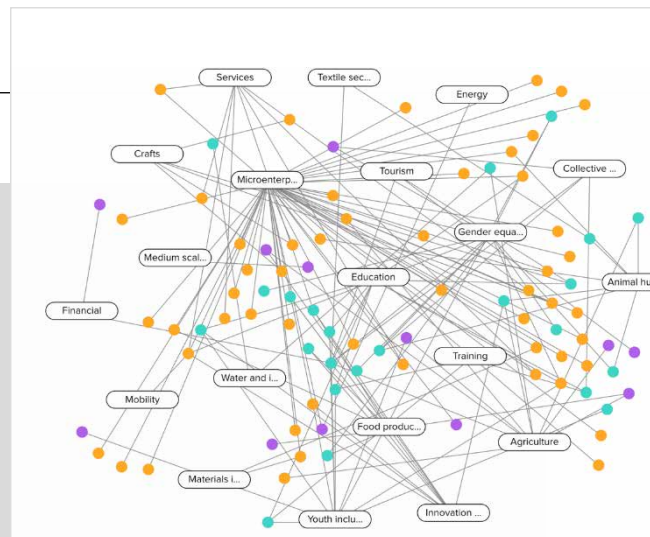 Services
Textile sec...
Energy
Crafts
Microenterp...
Tourism
Collective ...
Gender equa...
Medium scal...
Education
Animal hu
Financial
Training
Water and i...
Mobility
Food produc...
Agriculture
Materials i...
Youth inclu...
Innovation ...